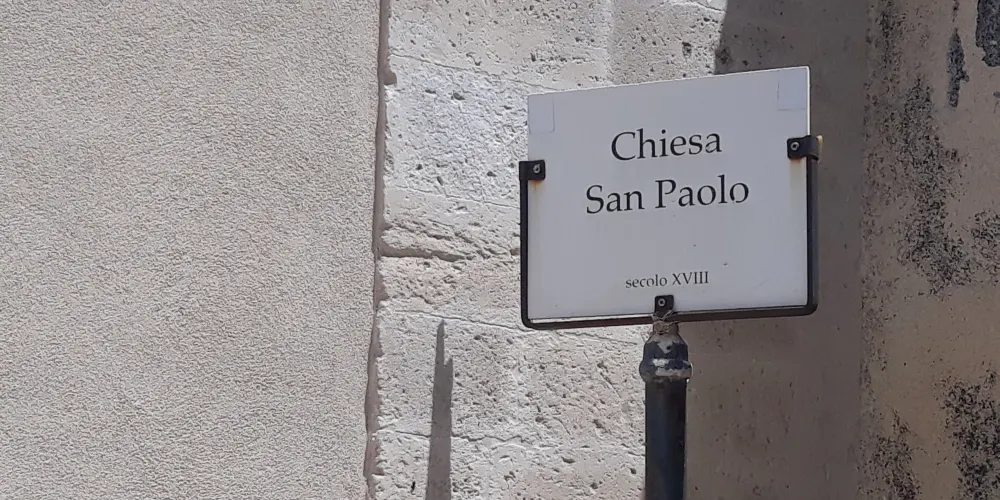 Chiesa
San Paolo
secolo XVIII